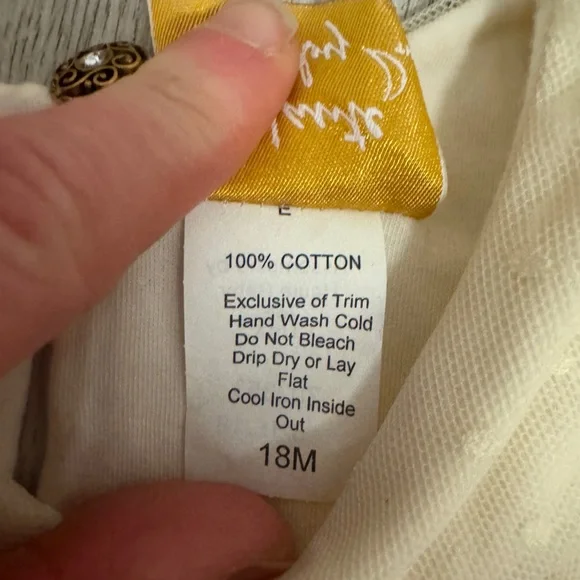 E
100% COTTON
Exclusive of Trim
Hand Wash Cold
Do Not Bleach
Drip Dry or Lay
Flat
Cool Iron Inside
Out
18M